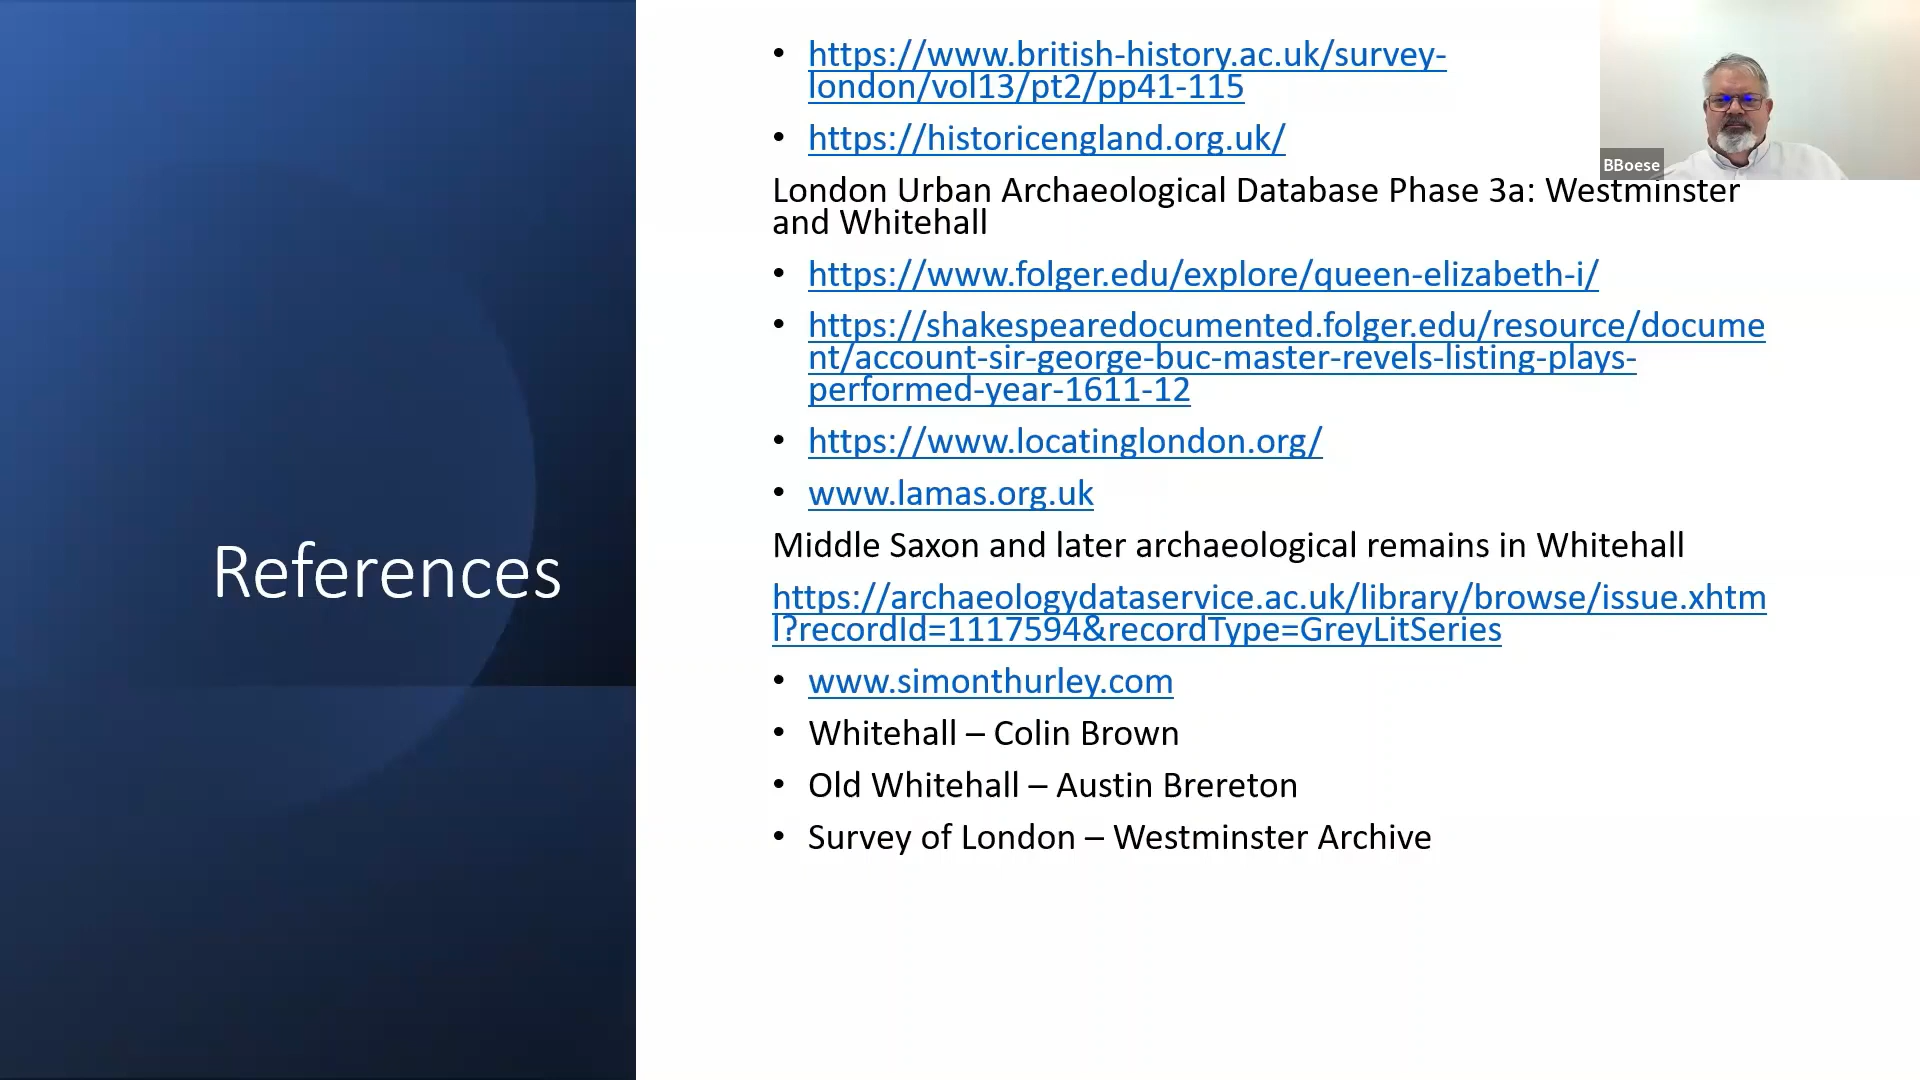 • https://www.british-history.ac.uk/survey-
london/vol13/pt2/pp41-115
• https://historicengland.org.uk/
BBoese
London Urban Archaeological Database Phase 3a: Westminster
and Whitehall
• https://www.folger.edu/explore/queen-elizabeth-i/
• https://shakespearedocumented.folger.edu/resource/docume
nt/account-sir-george-buc-master-revels-listing-plays-
performed-year-1611-12
• https://www.locatinglondon.org/
• www.lamas.org.uk
Middle Saxon and later archaeological remains in Whitehall
References
https://archaeologydataservice.ac.uk/library/browse/issue.xhtm
l?recordId=1117594&recordType=GreyLitSeries
• www.simonthurley.com
• Whitehall – Colin Brown
• Old Whitehall – Austin Brereton
• Survey of London – Westminster Archive